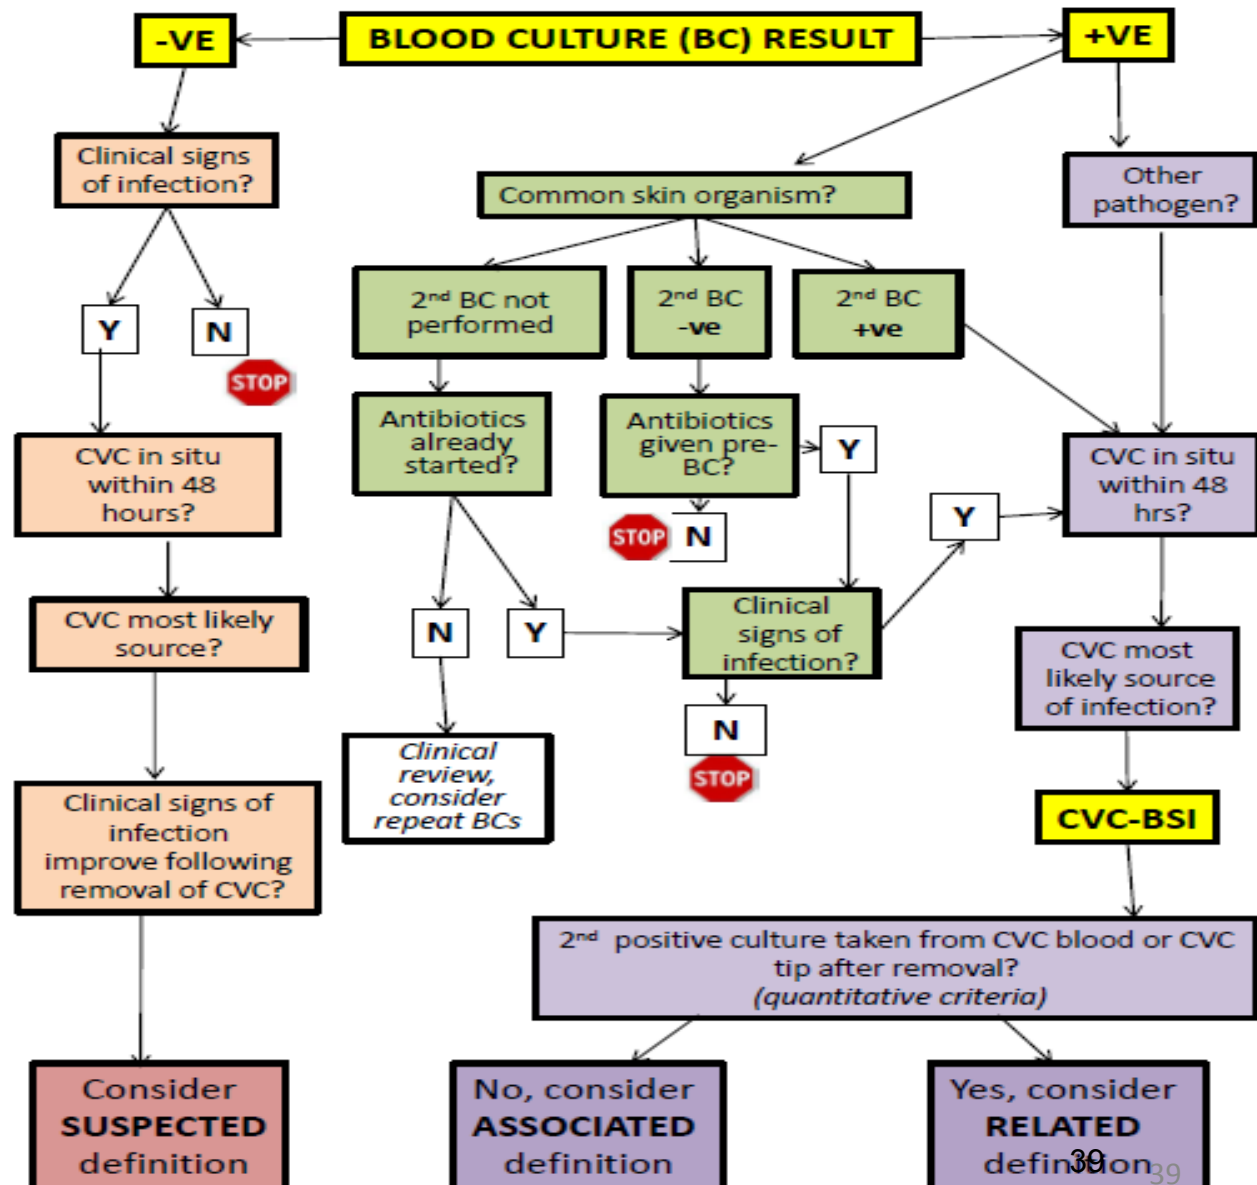 -VE
BLOOD CULTURE (BC) RESULT
+VE
Clinical signs
of infection?
Common skin organism?
Other
pathogen?
Y
N
STOP
2nd BC not
performed
2nd BC
-ve
2nd BC
+ve
Antibiotics
already
started?
Antibiotics
given pre-
BC?
Y
STOP
N
CVC in situ
within 48
hours?
Y
CVC in situ
within 48
hrs?
N
Y
Clinical
signs of
infection?
CVC most likely
source?
CVC most
likely source
of infection?
N
STOP
Clinical
review,
consider
repeat BCs
Clinical signs of
infection
improve following
removal of CVC?
CVC-BSI
2nd positive culture taken from CVC blood or CVC
tip after removal?
(quantitative criteria)
Consider
SUSPECTED
definition
No, consider
ASSOCIATED
definition
Yes, consider
RELATED
definition
39
39